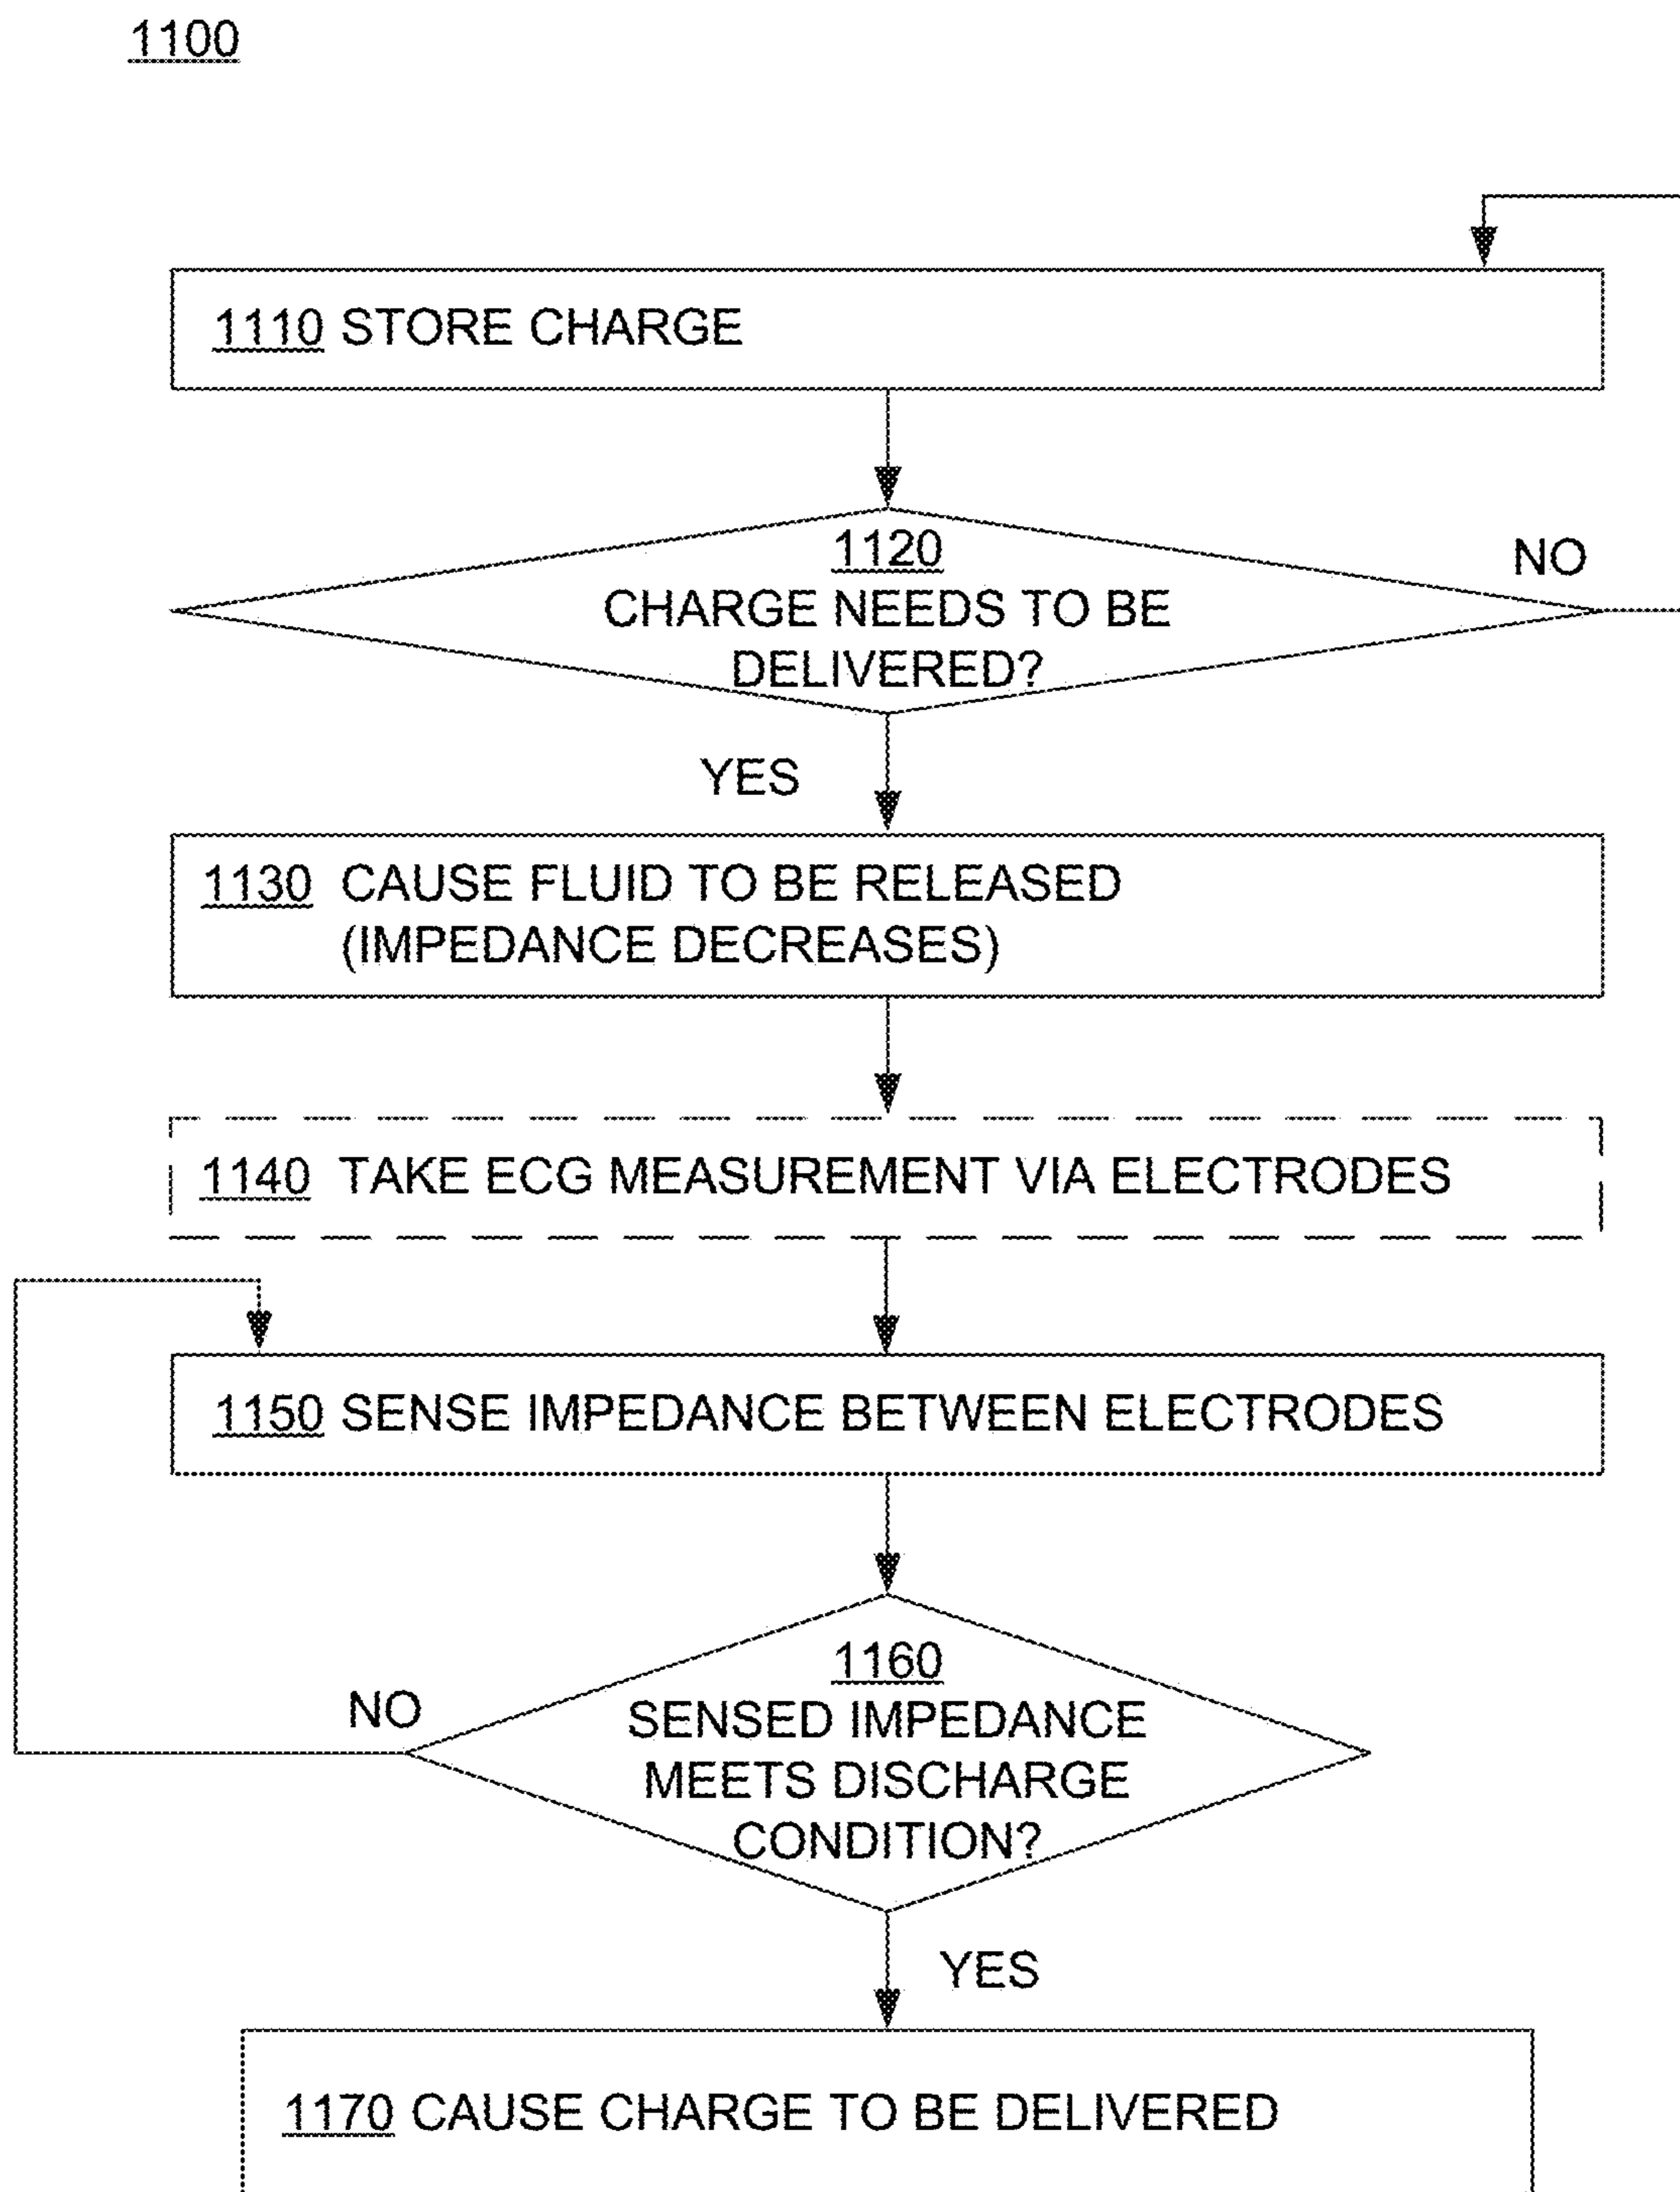 1100
1110 STORE CHARGE
1120
CHARGE NEEDS TO BE
DELIVERED?
NO
YES
1130 CAUSE FLUID TO BE RELEASED
(IMPEDANCE DECREASES)
1140 TAKE ECG MEASUREMENT VIA ELECTRODES
1150 SENSE IMPEDANCE BETWEEN ELECTRODES
1160
SENSED IMPEDANCE
MEETS DISCHARGE
CONDITION?
NO
YES
1170 CAUSE CHARGE TO BE DELIVERED